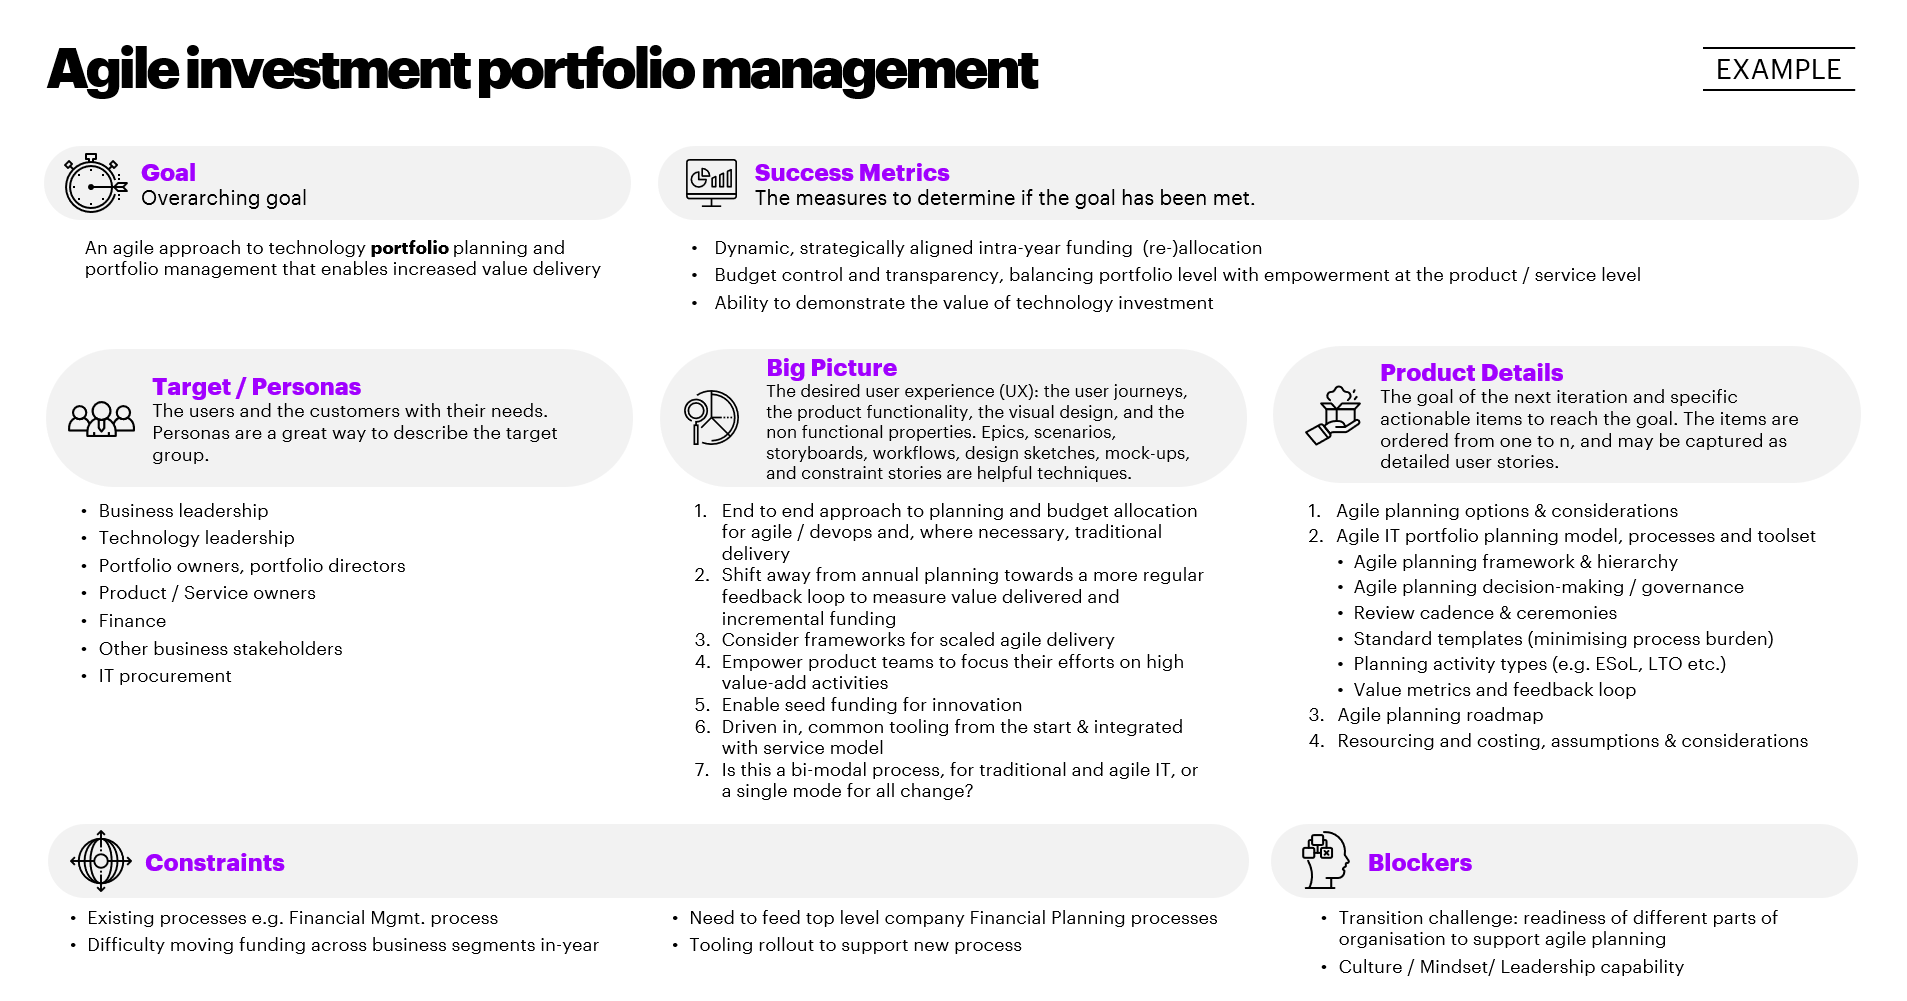 Agile investment portfolio management
EXAMPLE
Goal
Overarching goal
An agile approach to technology portfolio planning and
portfolio management that enables increased value delivery
Success Metrics
The measures to determine if the goal has been met.
• Dynamic, strategically aligned intra-year funding (re-)allocation
• Budget control and transparency, balancing portfolio level with empowerment at the product / service level
• Ability to demonstrate the value of technology investment
Target / Personas
The users and the customers with their needs.
Personas are a great way to describe the target
group.
• Business leadership
• Technology leadership
• Portfolio owners, portfolio directors
• Product / Service owners
• Finance
• Other business stakeholders
• IT procurement
Big Picture
The desired user experience (UX): the user journeys,
the product functionality, the visual design, and the
non functional properties. Epics, scenarios,
storyboards, workflows, design sketches, mock-ups,
and constraint stories are helpful techniques.
1. End to end approach to planning and budget allocation
for agile / devops and, where necessary, traditional
delivery
2. Shift away from annual planning towards a more regular
feedback loop to measure value delivered and
incremental funding
3. Consider frameworks for scaled agile delivery
4. Empower product teams to focus their efforts on high
value-add activities
5. Enable seed funding for innovation
6. Driven in, common tooling from the start & integrated
with service model
7. Is this a bi-modal process, for traditional and agile IT, or
a single mode for all change?
Product Details
The goal of the next iteration and specific
actionable items to reach the goal. The items are
ordered from one to n, and may be captured as
detailed user stories.
1. Agile planning options & considerations
2. Agile IT portfolio planning model, processes and toolset
• Agile planning framework & hierarchy
• Agile planning decision-making / governance
• Review cadence & ceremonies
• Standard templates (minimising process burden)
• Planning activity types (e.g. ESoL, LTO etc.)
• Value metrics and feedback loop
3. Agile planning roadmap
4. Resourcing and costing, assumptions & considerations
Constraints
• Existing processes e.g. Financial Mgmt. process
• Difficulty moving funding across business segments in-year
• Need to feed top level company Financial Planning processes
• Tooling rollout to support new process
Blockers
• Transition challenge: readiness of different parts of
organisation to support agile planning
• Culture / Mindset/ Leadership capability